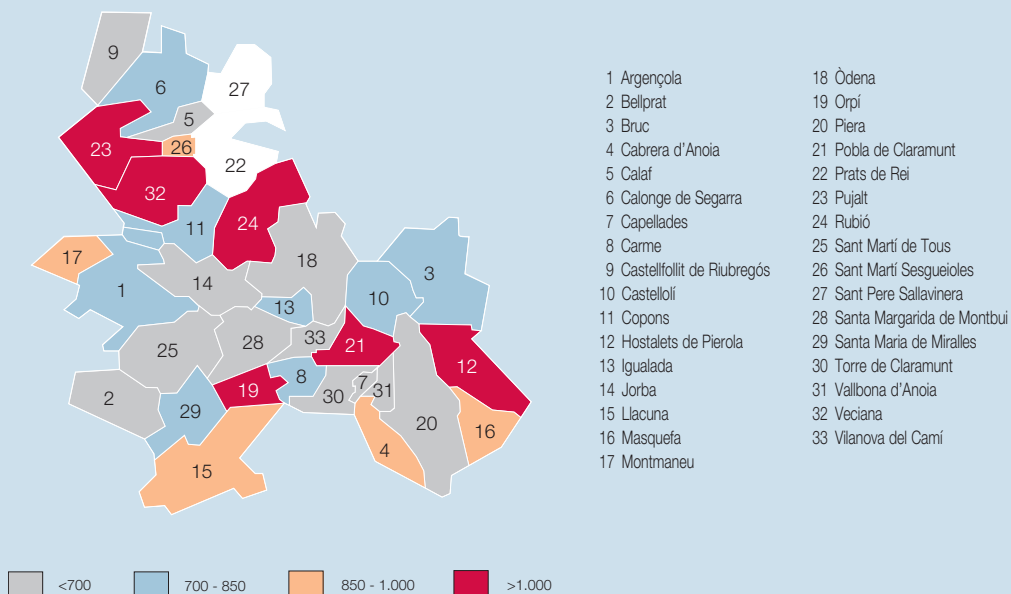 9
6
27
5
23
26
22
32
11
24
17
18
3
1
14
10
13
33
28
21
25
12
8
7
31
19
30
2
29
20
16
4
15
1 Argençola
2 Bellprat
3 Bruc
4 Cabrera d'Anoia
5 Calaf
6 Calonge de Segarra
7 Capellades
8 Carme
9 Castellfollit de Riubregós
10 Castellolí
11 Copons
12 Hostalets de Pierola
13 Igualada
14 Jorba
15 Llacuna
16 Masquefa
17 Montmaneu
18 Òdena
19 Orpí
20 Piera
21 Pobla de Claramunt
22 Prats de Rei
23 Pujalt
24 Rubió
25 Sant Martí de Tous
26 Sant Martí Sesgueioles
27 Sant Pere Sallavinera
28 Santa Margarida de Montbui
29 Santa Maria de Miralles
30 Torre de Claramunt
31 Vallbona d'Anoia
32 Veciana
33 Vilanova del Camí
<700
700 - 850
850 - 1.000
>1.000